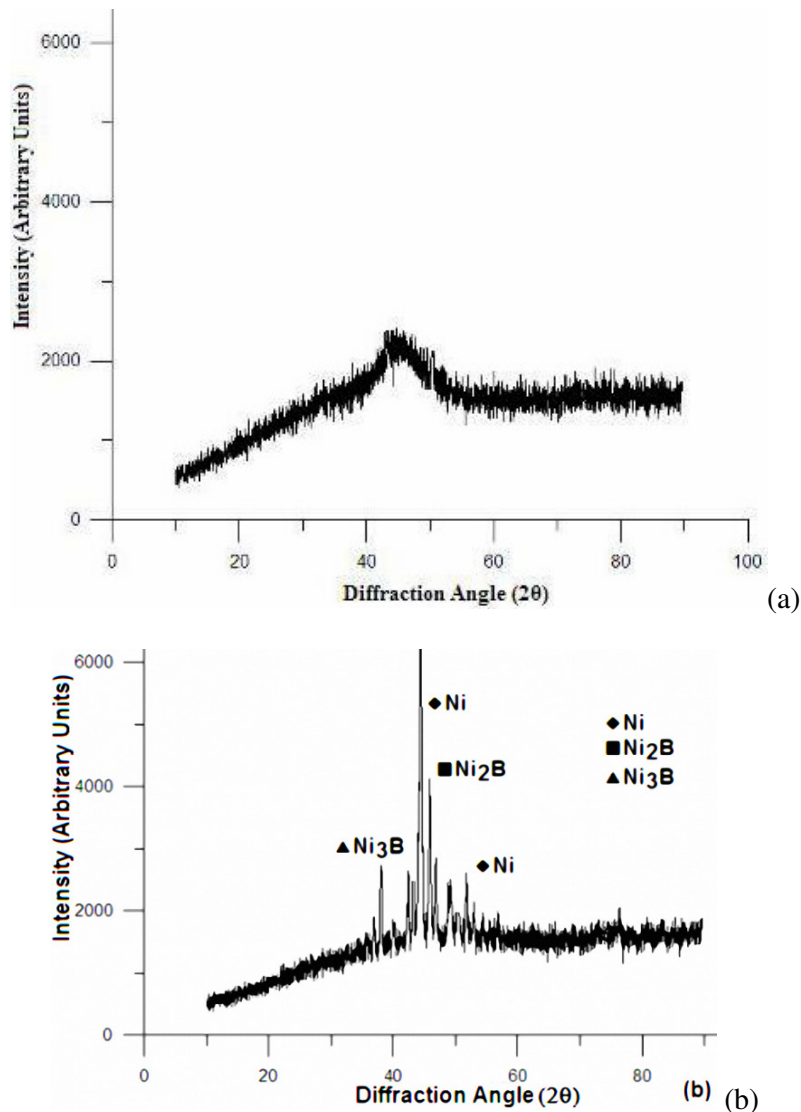 6000
4000
2000
0
Intensity (Arbitrary Units)
0 20 40 60 80 100
Diffraction Angle (2θ)
(a)
6000
4000
2000
0
Intensity (Arbitrary Units)
◆ Ni
■ Ni₂B
▲ Ni₃B
◆ Ni
◆ Ni
■ Ni₂B
▲ Ni₃B
0 20 40 60 80
Diffraction Angle (2θ)
(b)
(b)